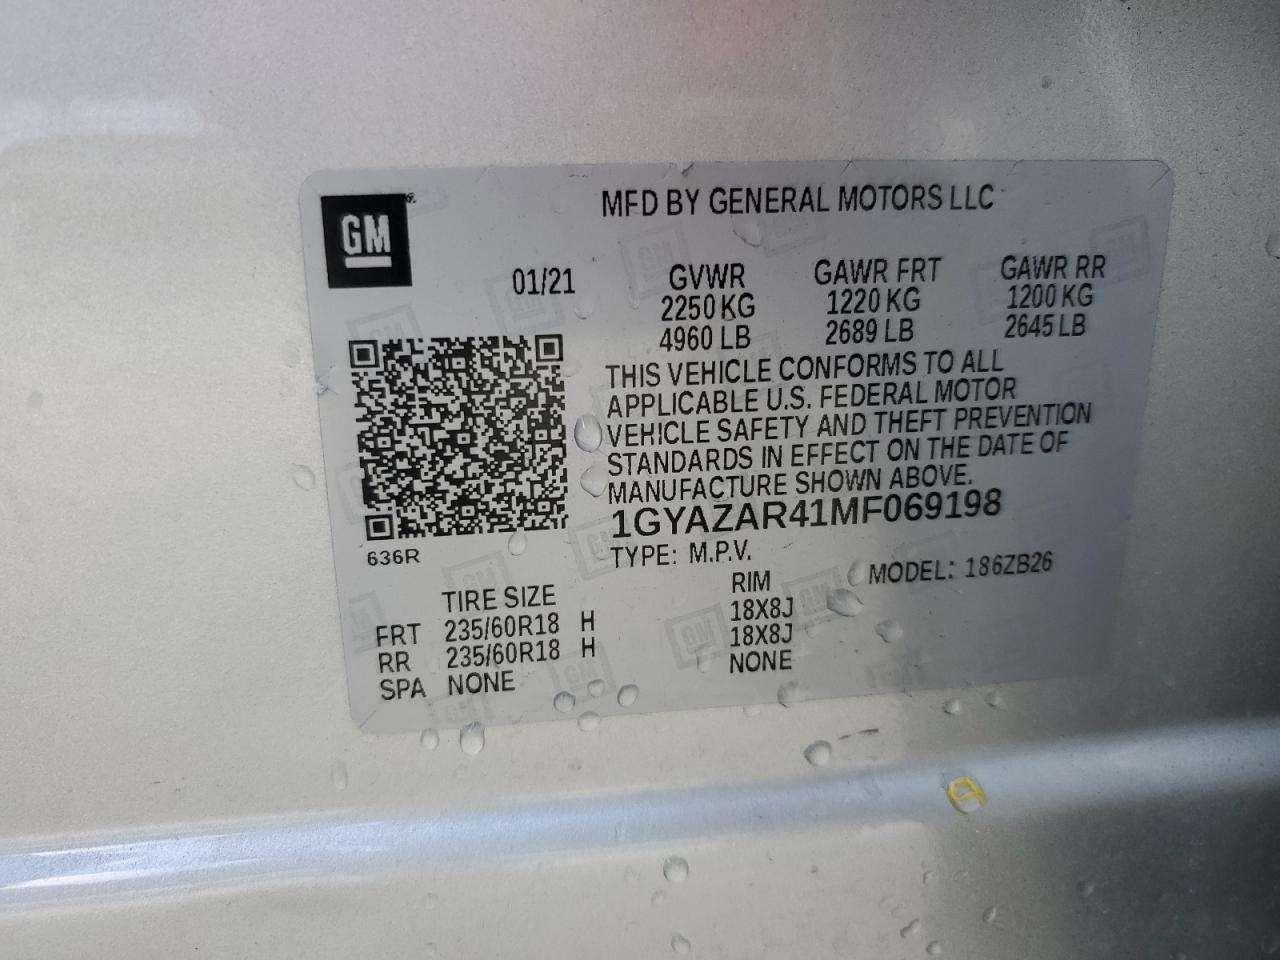 MFD BY GENERAL MOTORS LLC
GM
01/21 GVWR GAWR FRT GAWR RR
2250 KG 1220 KG 1200 KG
4960 LB 2689 LB 2645 LB
THIS VEHICLE CONFORMS TO ALL
APPLICABLE U.S. FEDERAL MOTOR
VEHICLE SAFETY AND THEFT PREVENTION
STANDARDS IN EFFECT ON THE DATE OF
MANUFACTURE SHOWN ABOVE.
1GYAZAR41MF069198
636R
TYPE: M.P.V. MODEL: 186ZB26
TIRE SIZE RIM
FRT 235/60R18 H 18X8J
RR 235/60R18 H 18X8J
SPA NONE NONE